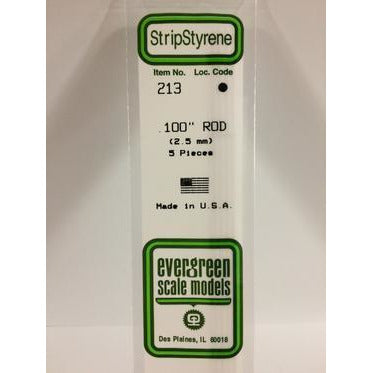 StripStyrene
Item No. Loc. Code
213
.100" ROD
(2.5 mm)
5 Pieces
Made in U.S.A.
evergreen
scale models
Des Plaines, IL 60018